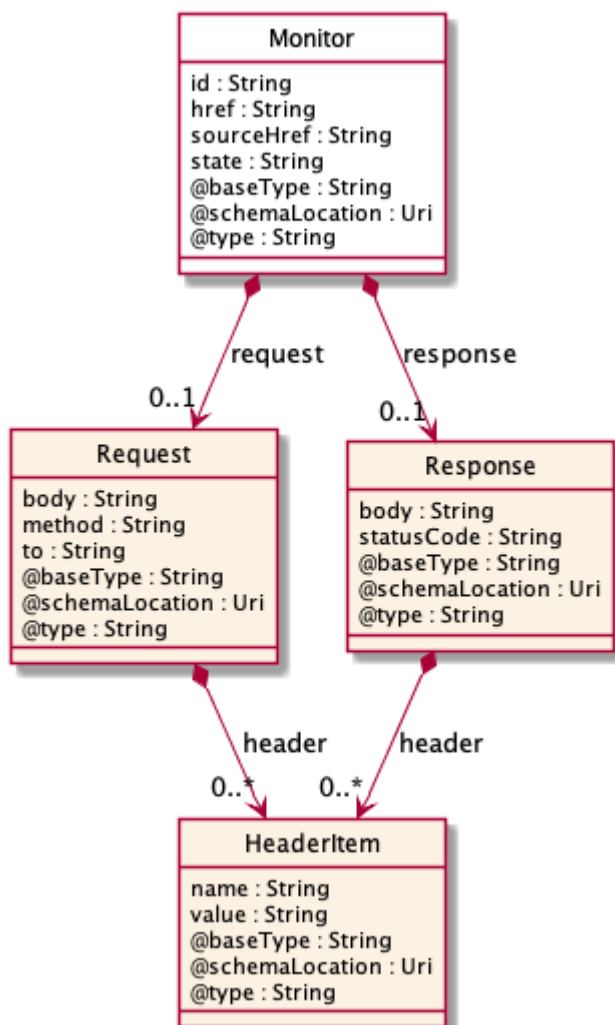 Monitor
id : String
href : String
sourceHref : String
state : String
@baseType : String
@schemaLocation : Uri
@type : String
request
response
0..1
0..1
Request
body : String
method : String
to : String
@baseType : String
@schemaLocation : Uri
@type : String
Response
body : String
statusCode : String
@baseType : String
@schemaLocation : Uri
@type : String
header
header
0..*
0..*
HeaderItem
name : String
value : String
@baseType : String
@schemaLocation : Uri
@type : String